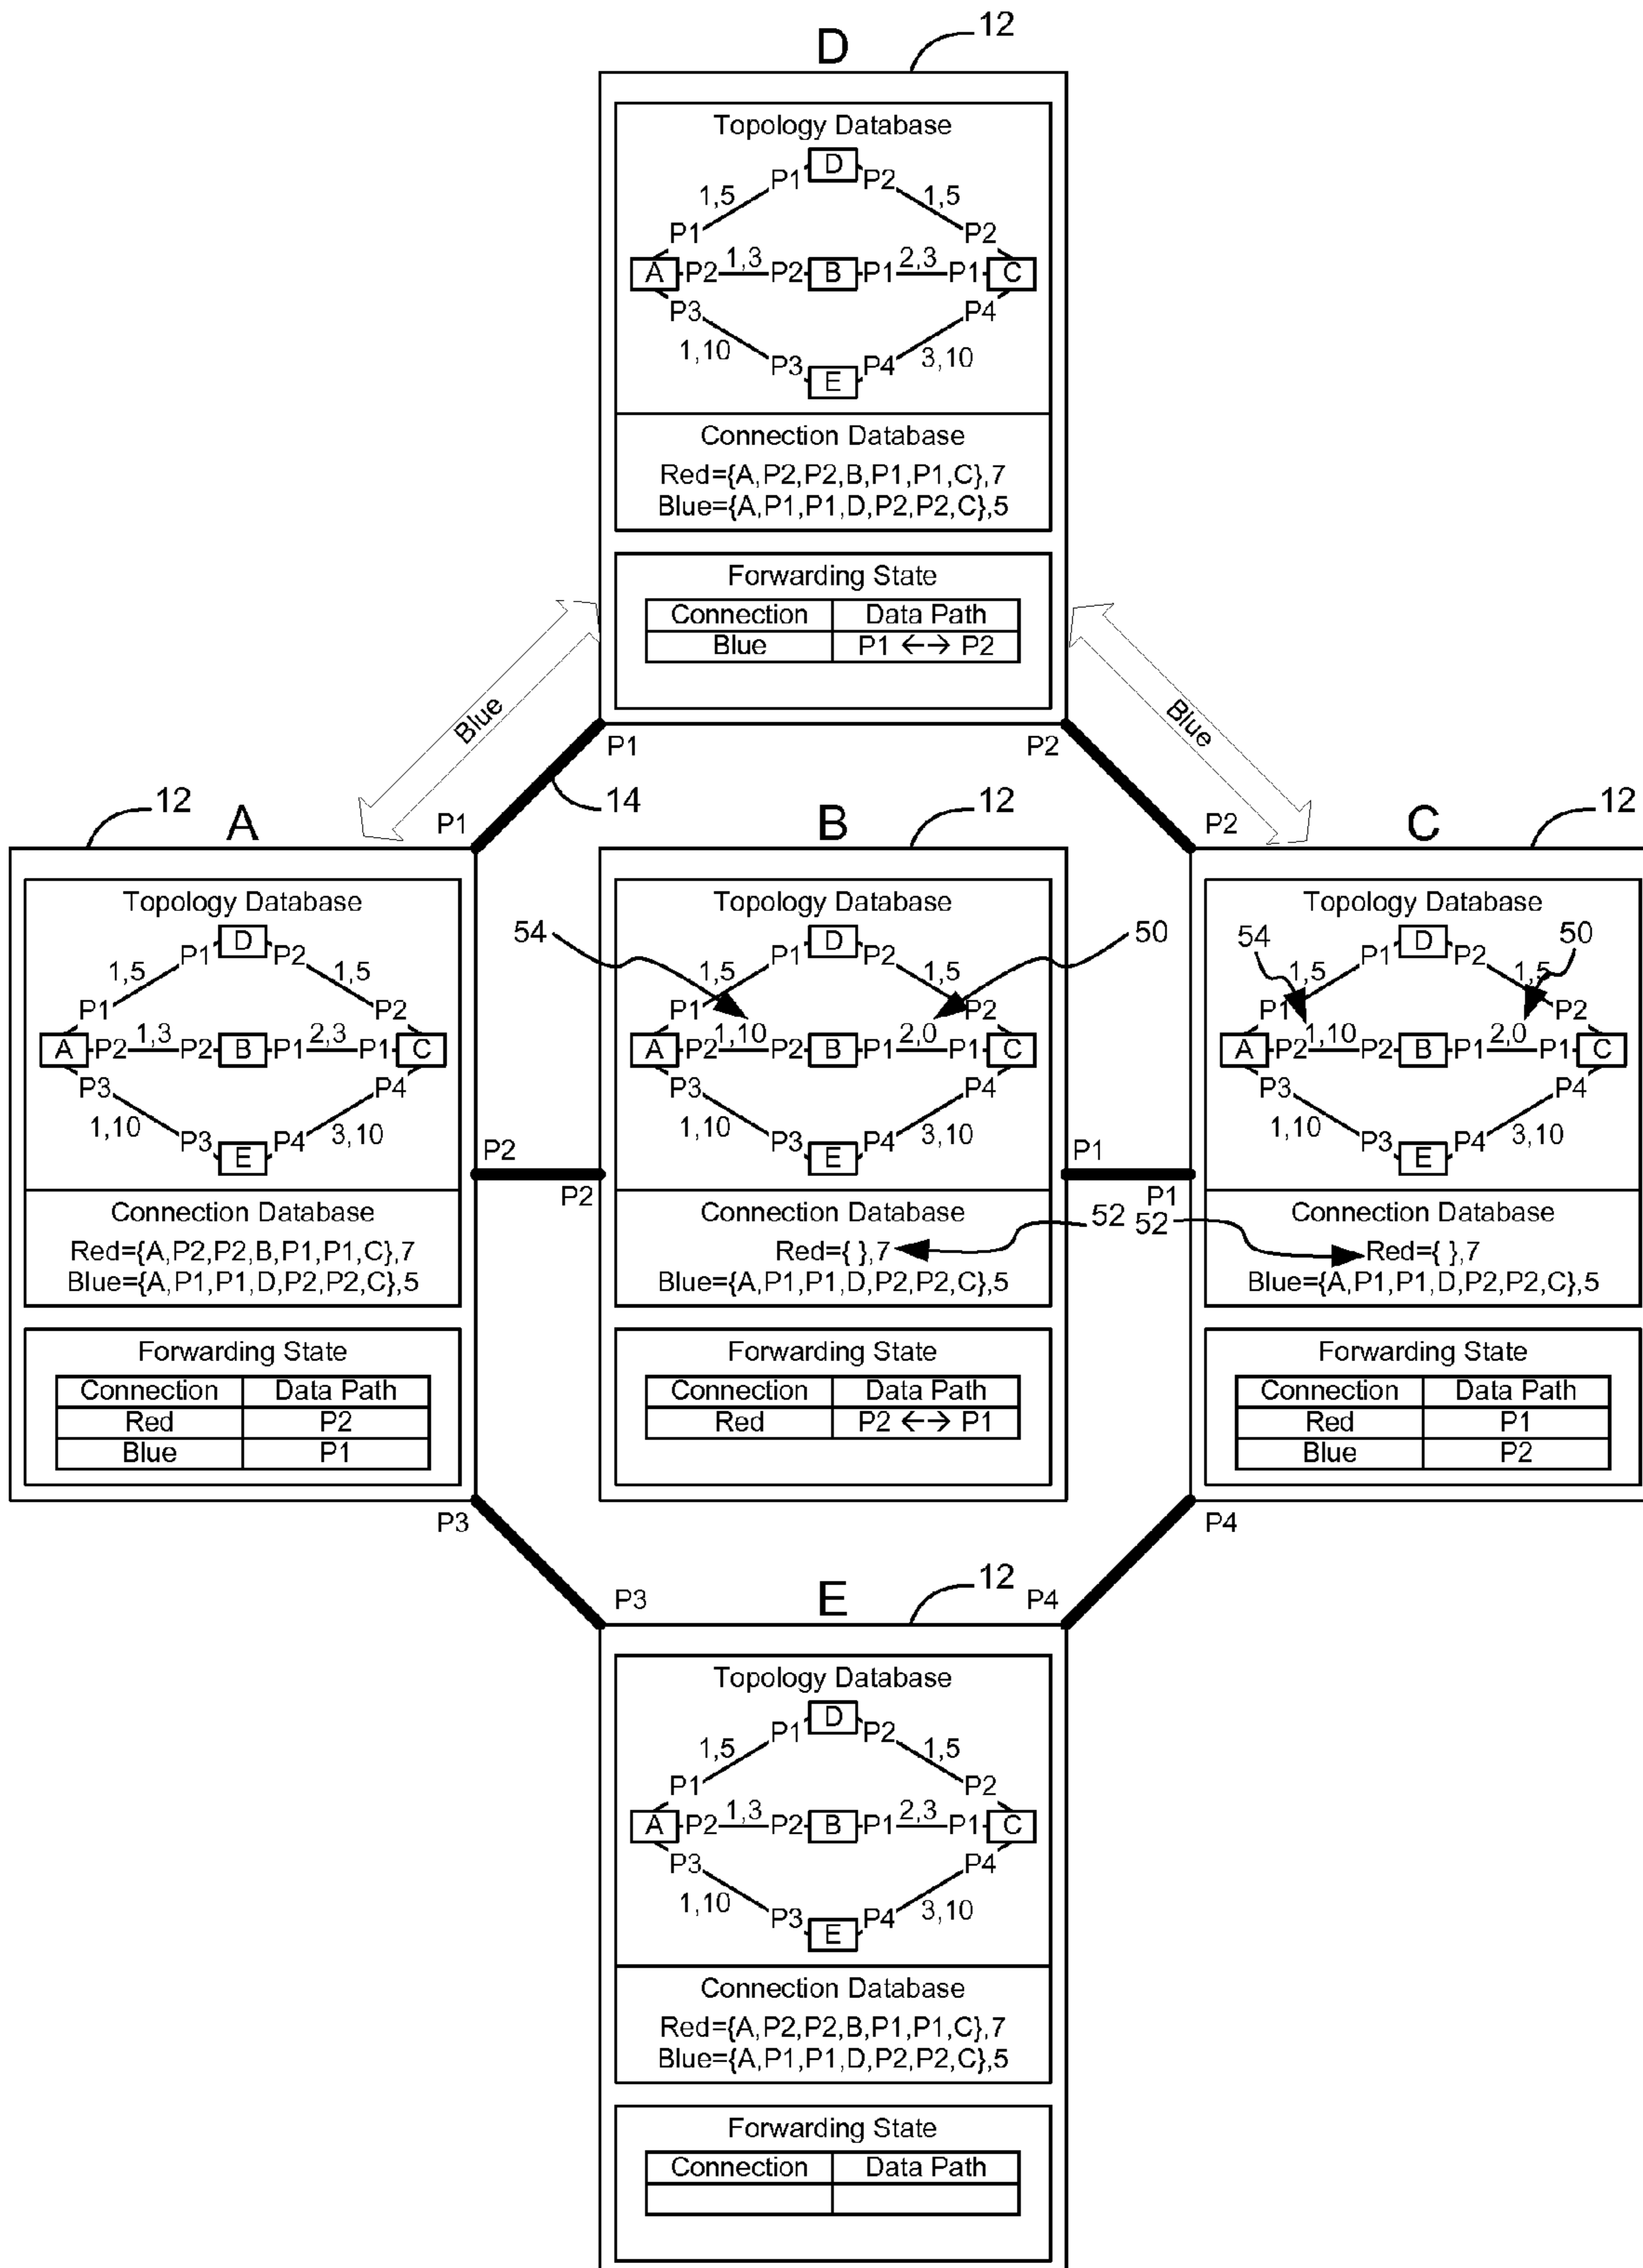 D
12
Topology Database
D
P1 P2
1,5 1,5
P1 P2
A P2 1,3 P2 B P1 2,3 P1 C
P3 P4
1,10 3,10
P3 P4
E
Connection Database
Red={A,P2,P2,B,P1,P1,C},7
Blue={A,P1,P1,D,P2,P2,C},5
Forwarding State
Connection Data Path
Blue P1 ←→ P2
Blue
Blue
P1 P2
14
P1 P2
12
A
Topology Database
D
P1 P2
1,5 1,5
P1 P2
A P2 1,3 P2 B P1 2,3 P1 C
P3 P4
1,10 3,10
P3 P4
E
Connection Database
Red={A,P2,P2,B,P1,P1,C},7
Blue={A,P1,P1,D,P2,P2,C},5
Forwarding State
Connection Data Path
Red P2
Blue P1
P2
P2
P3
B
12
Topology Database
54 50
D
P1 P2
1,5 1,5
P1 P2
A P2 1,10 P2 B P1 2,0 P1 C
P3 P4
1,10 3,10
P3 P4
E
Connection Database
52
Red={ },7
Blue={A,P1,P1,D,P2,P2,C},5
Forwarding State
Connection Data Path
Red P2 ←→ P1
P1
P1
C
12
Topology Database
54 50
D
P1 P2
1,5 1,5
P1 P2
A P2 1,10 P2 B P1 2,0 P1 C
P3 P4
1,10 3,10
P3 P4
E
Connection Database
52
Red={ },7
Blue={A,P1,P1,D,P2,P2,C},5
Forwarding State
Connection Data Path
Red P1
Blue P2
P4
E
12
P3 P4
Topology Database
D
P1 P2
1,5 1,5
P1 P2
A P2 1,3 P2 B P1 2,3 P1 C
P3 P4
1,10 3,10
P3 P4
E
Connection Database
Red={A,P2,P2,B,P1,P1,C},7
Blue={A,P1,P1,D,P2,P2,C},5
Forwarding State
Connection Data Path